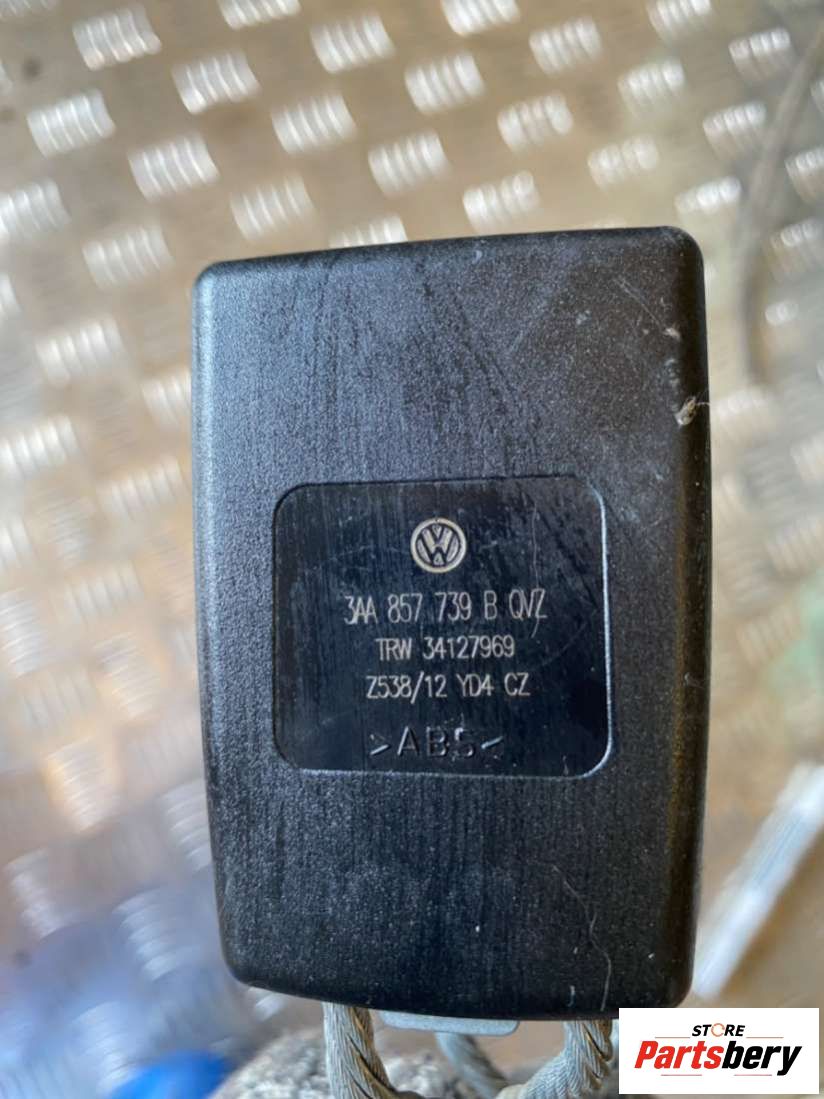 3AA 857 739 B QVZ
TRW 34127969
Z538/12 YD4 CZ
>ABS<
STORE
Partsbery